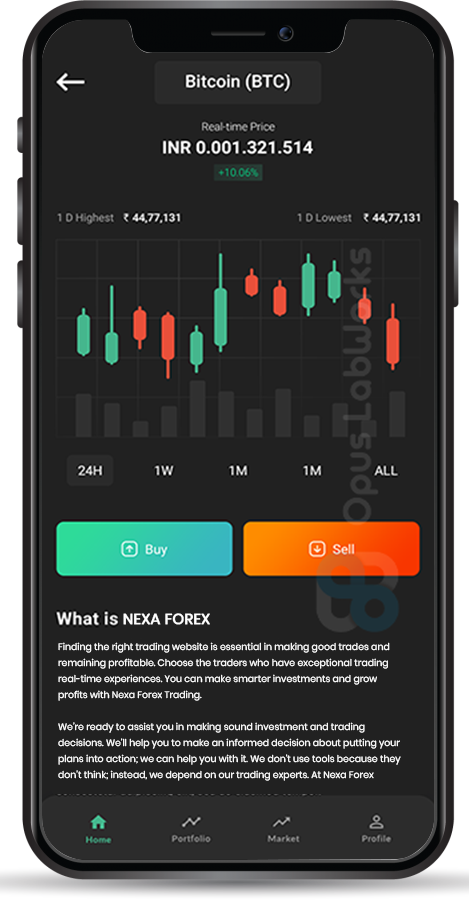 Bitcoin (BTC)
Real-time Price
INR 0.001.321.514
+10.06%
1 D Highest ₹ 44,77,131 1 D Lowest ₹ 44,77,131
24H 1W 1M 1M ALL
Buy Sell
Opus LabWorks
What is NEXA FOREX
Finding the right trading website is essential in making good trades and
remaining profitable. Choose the traders who have exceptional trading
real-time experiences. You can make smarter investments and grow
profits with Nexa Forex Trading.
We're ready to assist you in making sound investment and trading
decisions. We'll help you to make an informed decision about putting your
plans into action; we can help you with it. We don't use tools because they
don't think; instead, we depend on our trading experts. At Nexa Forex
Home Portfolio Market Profile